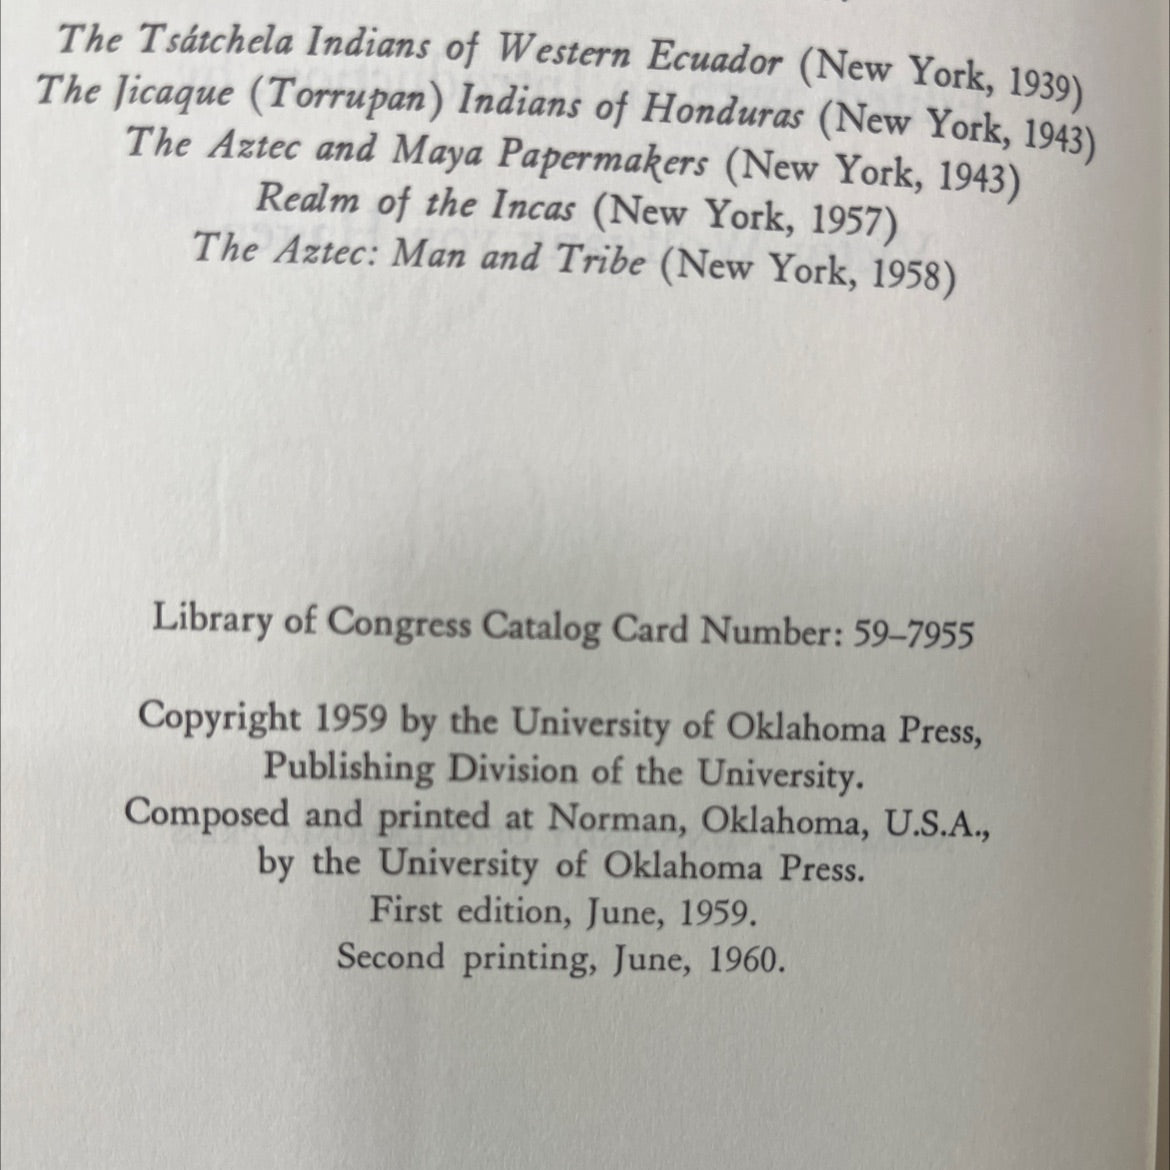 The Tsátchela Indians of Western Ecuador (New York, 1939)
The Jicaque (Torrupan) Indians of Honduras (New York, 1943)
The Aztec and Maya Papermakers (New York, 1943)
Realm of the Incas (New York, 1957)
The Aztec: Man and Tribe (New York, 1958)
Library of Congress Catalog Card Number: 59–7955
Copyright 1959 by the University of Oklahoma Press,
Publishing Division of the University.
Composed and printed at Norman, Oklahoma, U.S.A.,
by the University of Oklahoma Press.
First edition, June, 1959.
Second printing, June, 1960.